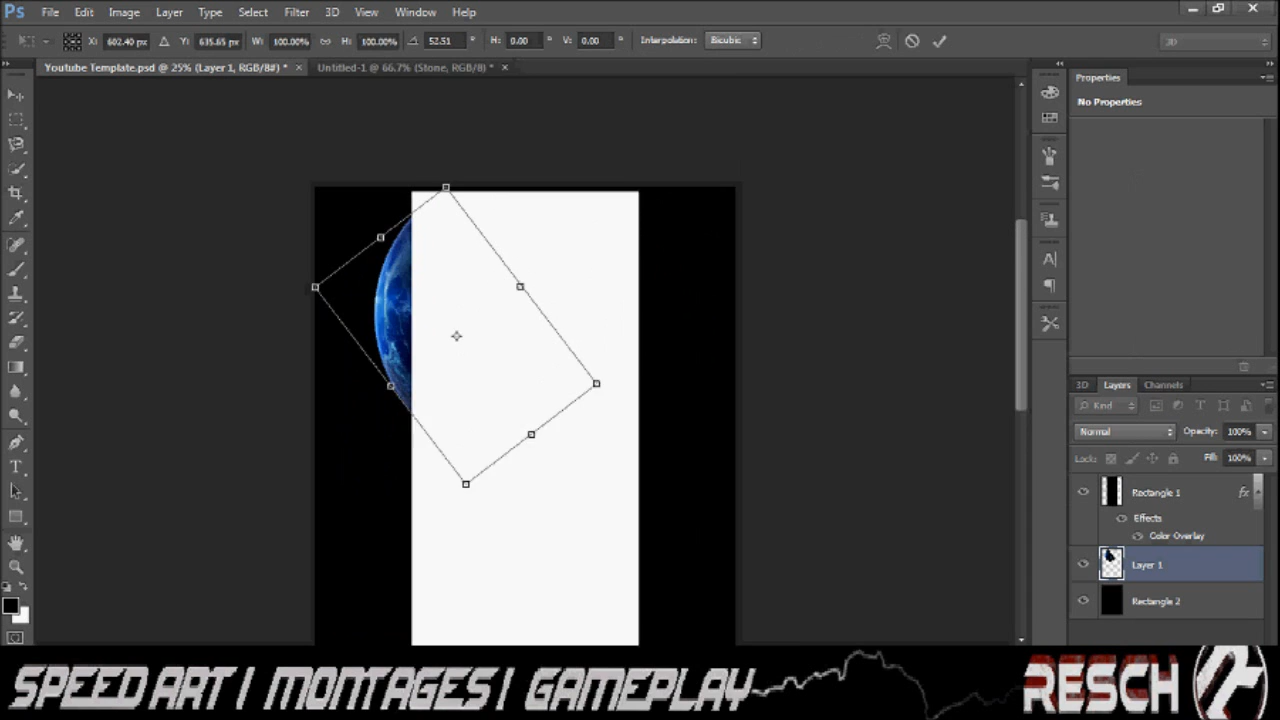 Ps File Edit Image Layer Type Select Filter 3D View Window Help
X: 602.40 px Y: 635.65 px W: 100.00% H: 100.00% 52.51 ° H: 0.00 ° V: 0.00 ° Interpolation: Bicubic 3D
Youtube Template.psd @ 25% (Layer 1, RGB/8#) * × Untitled-1 @ 66.7% (Stone, RGB/8) * ×
Properties
No Properties
3D Layers Channels
Kind
Normal Opacity: 100%
Lock: Fill: 100%
Rectangle 1 fx
Effects
Color Overlay
Layer 1
Rectangle 2
SPEED ART | MONTAGES | GAMEPLAY RESCH